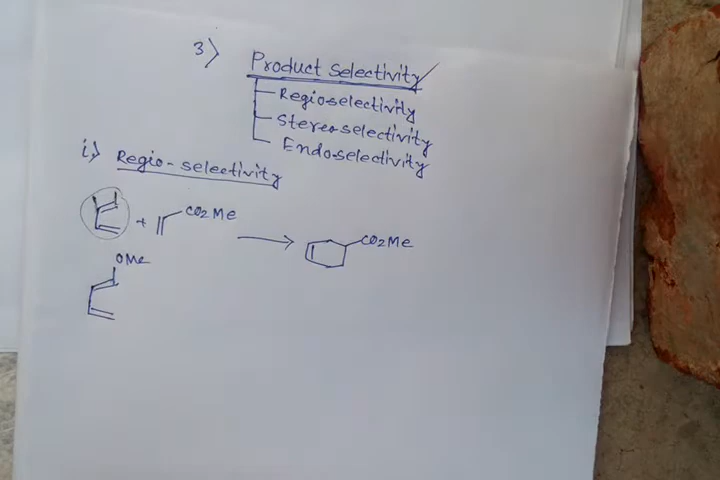 3) Product selectivity
Regioselectivity
Stereoselectivity
Endoselectivity
i) Regio-selectivity
+ CO2Me → CO2Me
OMe